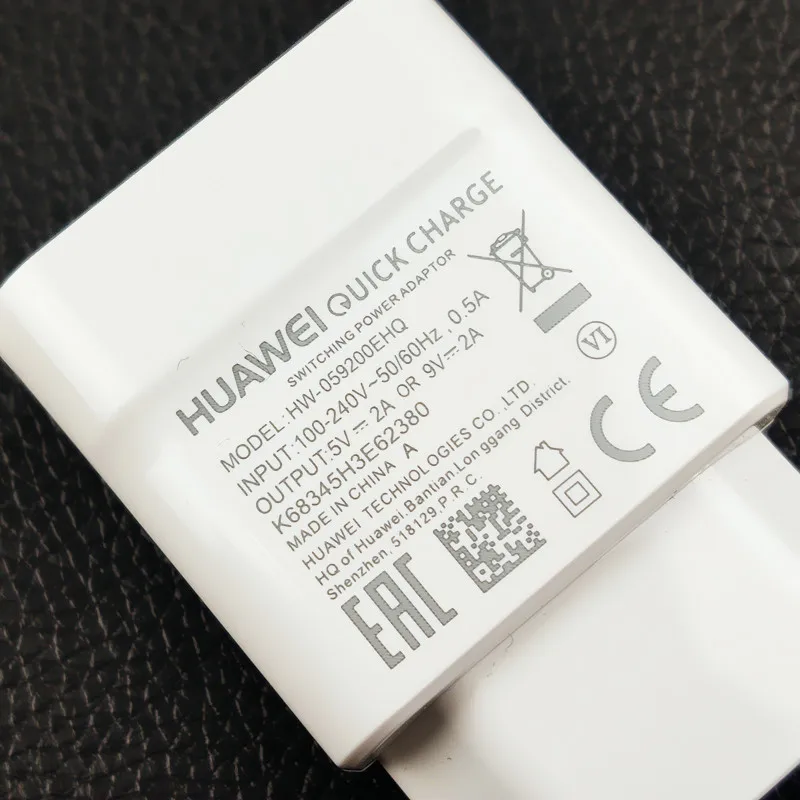 HUAWEI QUICK CHARGE
SWITCHING POWER ADAPTOR
MODEL: HW-059200EHQ
INPUT:100-240V~50/60Hz, 0.5A
OUTPUT:5V⎓2A OR 9V⎓2A
K68345H3E62380
MADE IN CHINA A
HUAWEI TECHNOLOGIES CO.,LTD.
HQ of Huawei,Bantian,Longgang District.
Shenzhen, 518129,P.R.C.
VI
CE
EAC